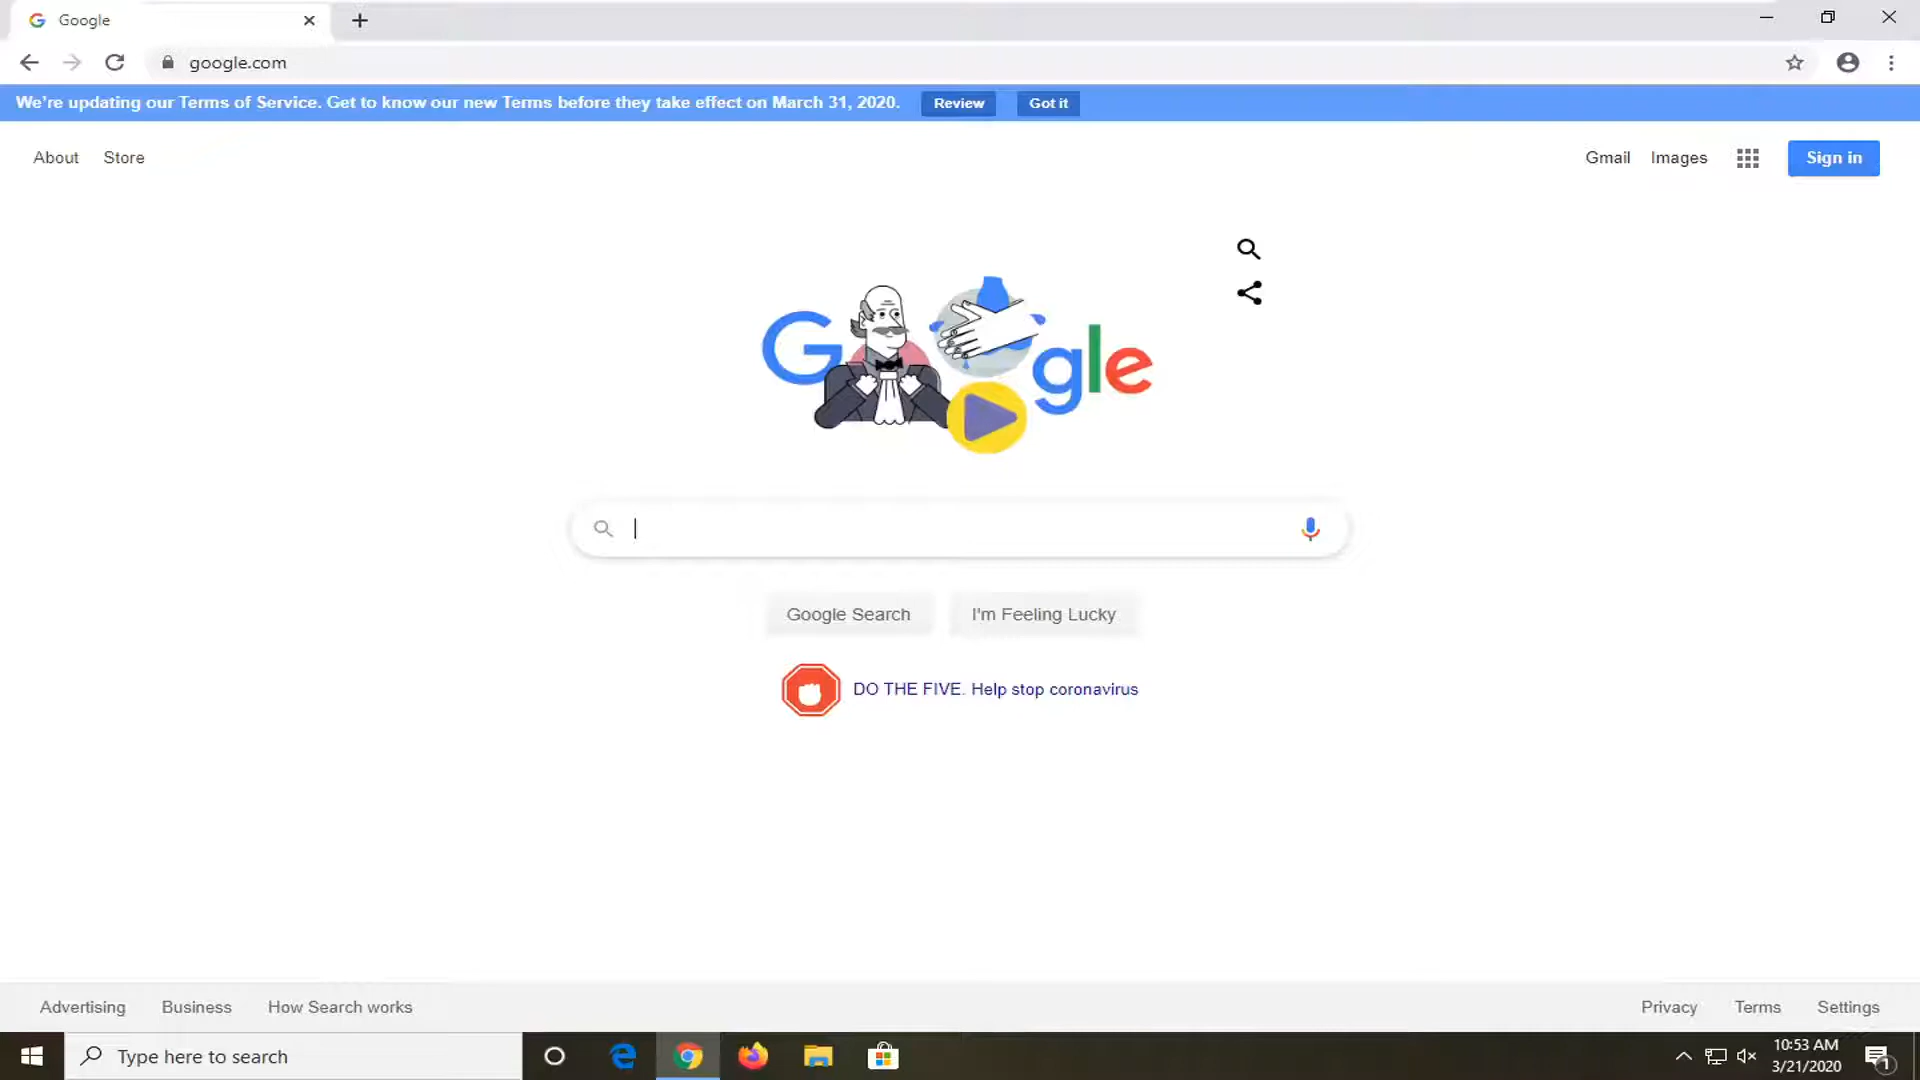 Google
google.com
We're updating our Terms of Service. Get to know our new Terms before they take effect on March 31, 2020. Review Got it
About Store Gmail Images Sign in
Google
Google Search I'm Feeling Lucky
DO THE FIVE. Help stop coronavirus
Advertising Business How Search works Privacy Terms Settings
Type here to search
10:53 AM
3/21/2020
1